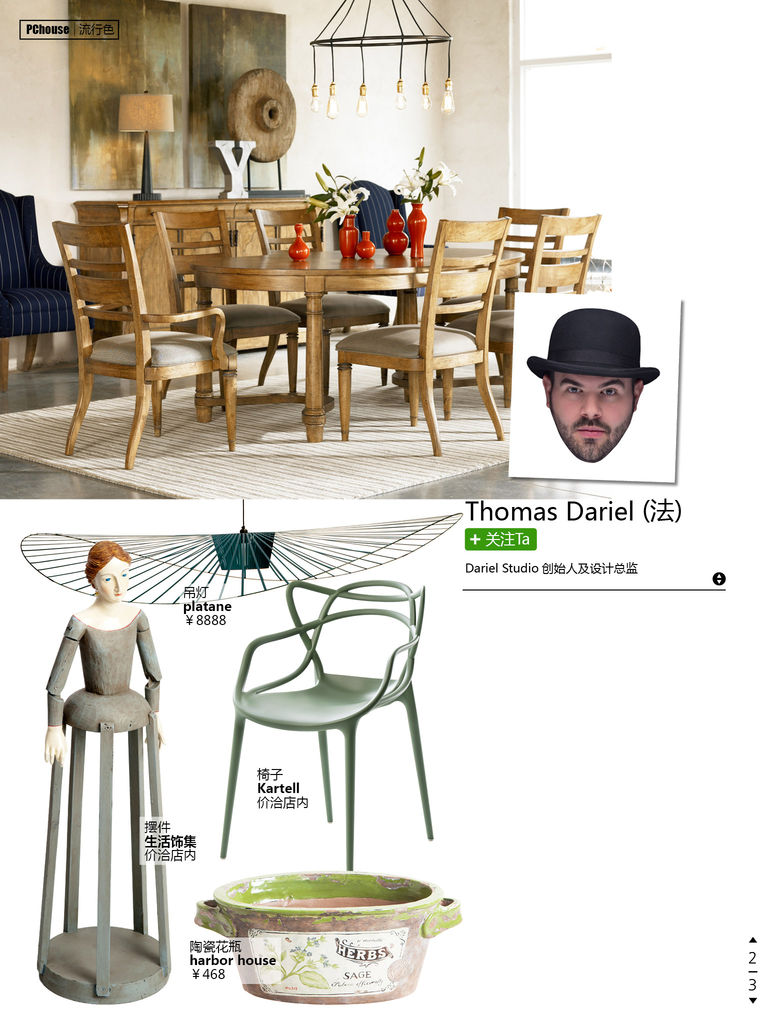 PChouse | 流行色
Y
Thomas Dariel (法)
+ 关注Ta
Dariel Studio 创始人及设计总监
吊灯
platane
￥8888
椅子
Kartell
价洽店内
摆件
生活饰集
价洽店内
陶瓷花瓶
harbor house
￥468
HERBS
SAGE
2
3